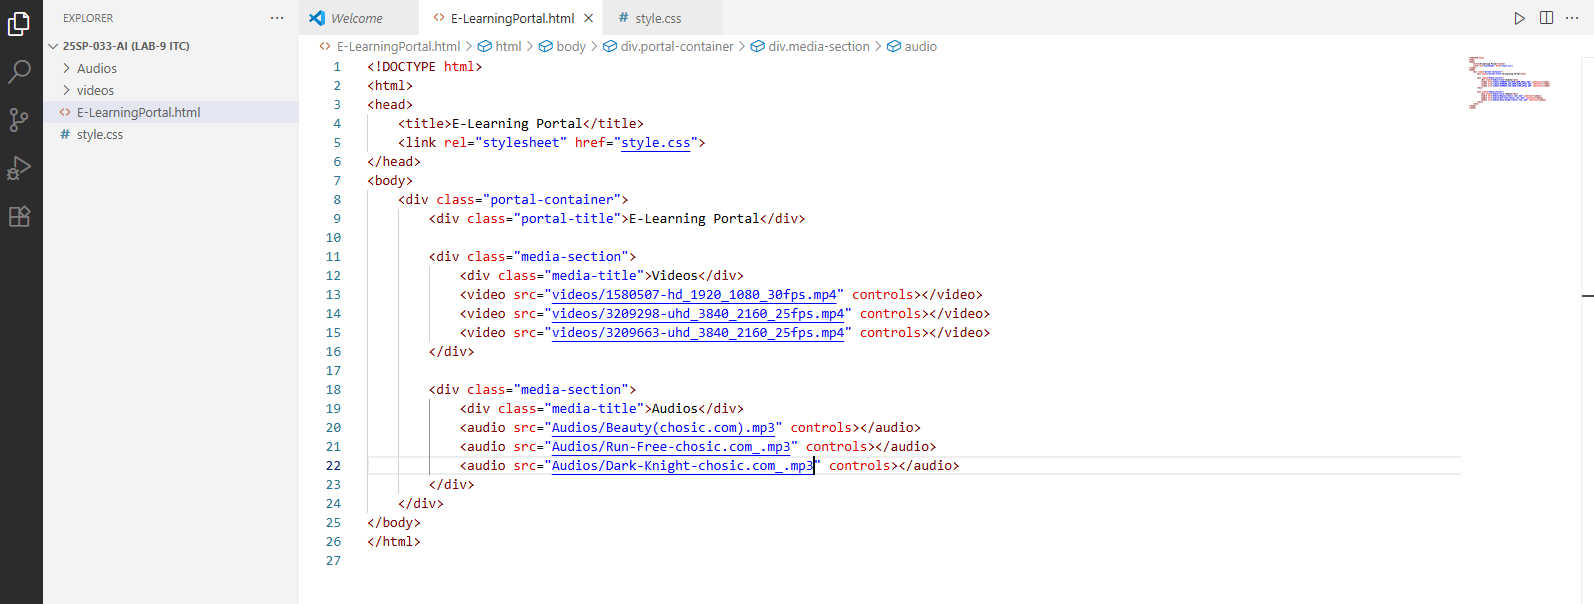 EXPLORER
25SP-033-AI (LAB-9 ITC)
Audios
videos
E-LearningPortal.html
style.css
Welcome
E-LearningPortal.html
style.css
E-LearningPortal.html > html > body > div.portal-container > div.media-section > audio
1 <!DOCTYPE html>
2 <html>
3 <head>
4 <title>E-Learning Portal</title>
5 <link rel="stylesheet" href="style.css">
6 </head>
7 <body>
8 <div class="portal-container">
9 <div class="portal-title">E-Learning Portal</div>
10
11 <div class="media-section">
12 <div class="media-title">Videos</div>
13 <video src="videos/1580507-hd_1920_1080_30fps.mp4" controls></video>
14 <video src="videos/3209298-uhd_3840_2160_25fps.mp4" controls></video>
15 <video src="videos/3209663-uhd_3840_2160_25fps.mp4" controls></video>
16 </div>
17
18 <div class="media-section">
19 <div class="media-title">Audios</div>
20 <audio src="Audios/Beauty(chosic.com).mp3" controls></audio>
21 <audio src="Audios/Run-Free-chosic.com_.mp3" controls></audio>
22 <audio src="Audios/Dark-Knight-chosic.com_.mp3" controls></audio>
23 </div>
24 </div>
25 </body>
26 </html>
27